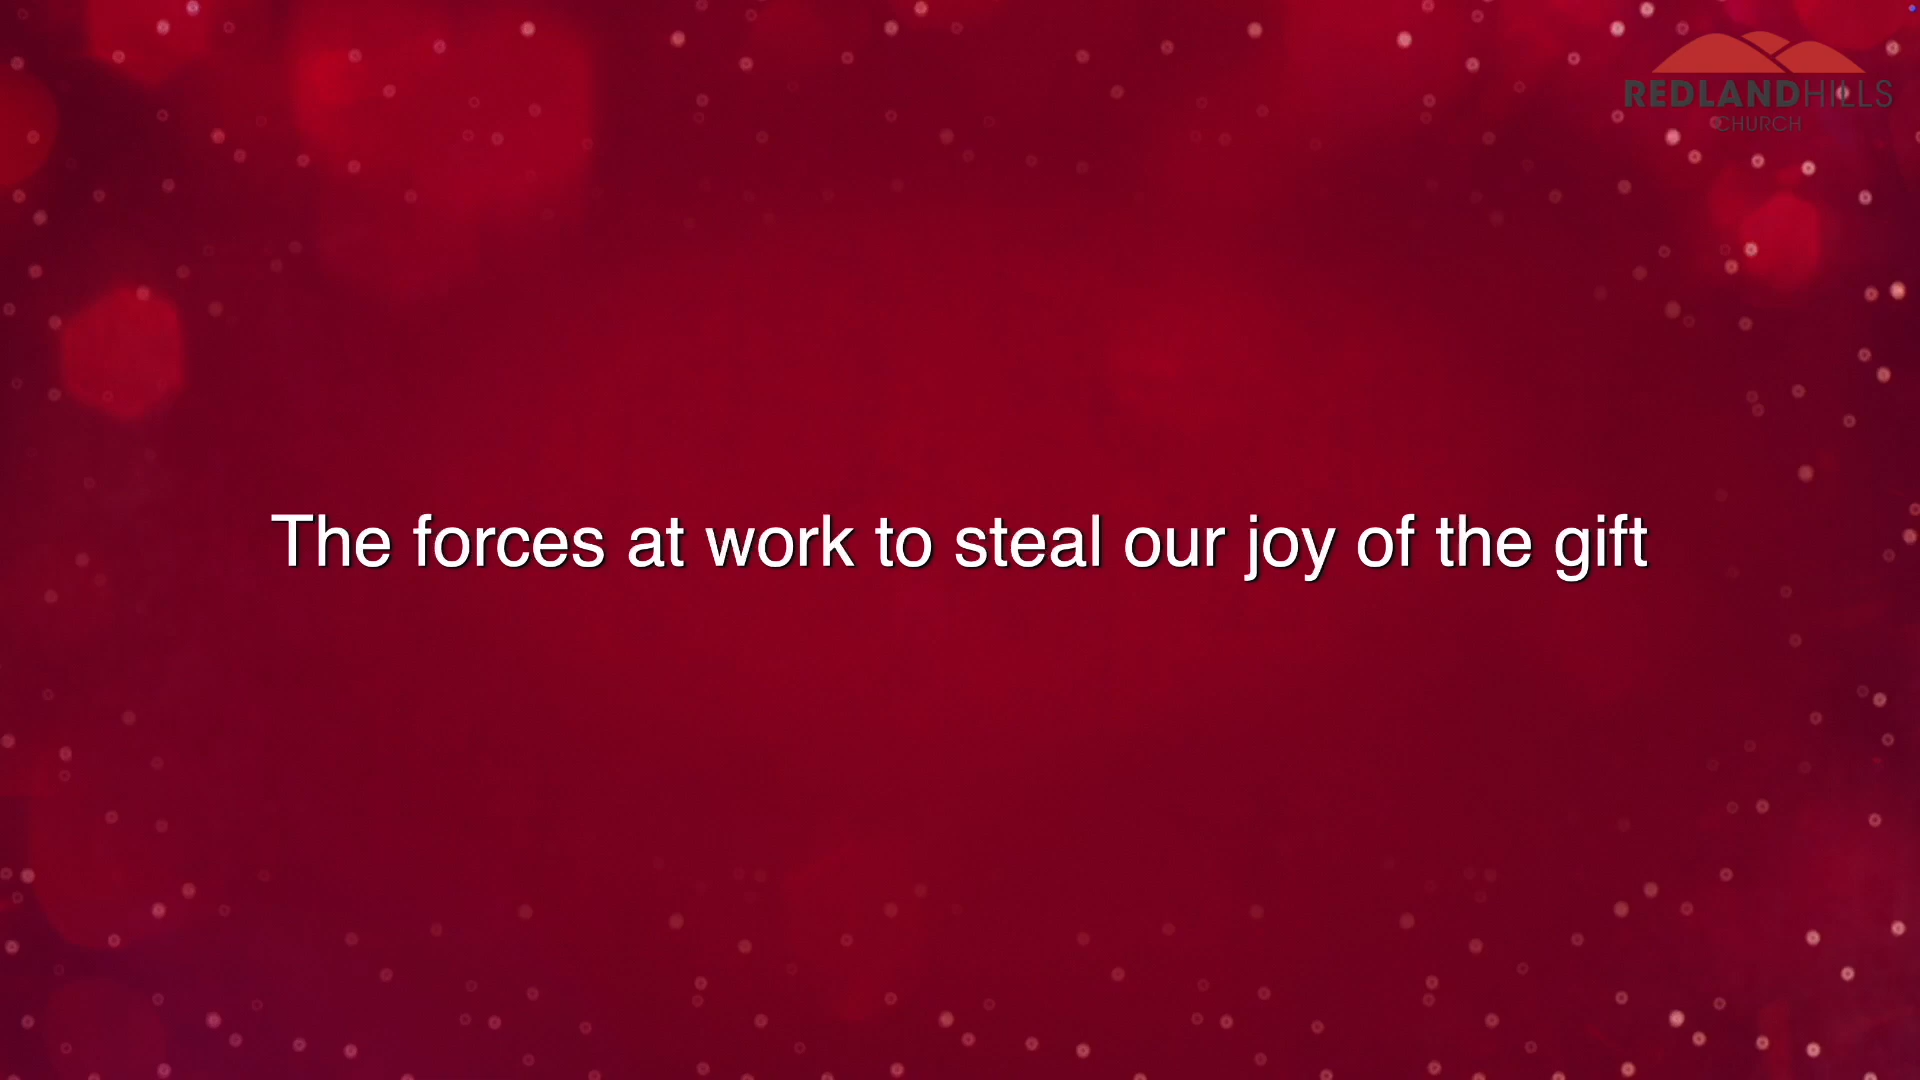 REDLANDHILLS
CHURCH
The forces at work to steal our joy of the gift